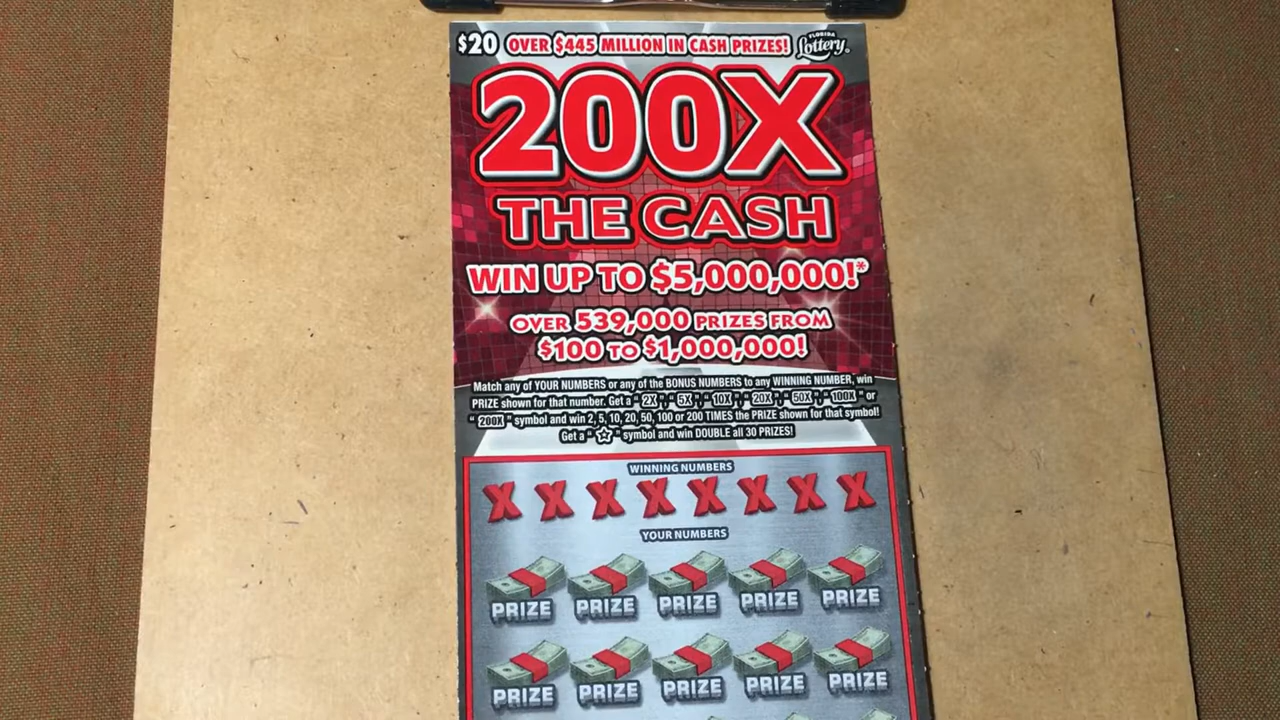 $20 OVER $445 MILLION IN CASH PRIZES! FLORIDA Lottery
200X
THE CASH
WIN UP TO $5,000,000!*
OVER 539,000 PRIZES FROM
$100 TO $1,000,000!
Match any of YOUR NUMBERS or any of the BONUS NUMBERS to any WINNING NUMBER, win
PRIZE shown for that number. Get a "2X", "5X", "10X", "20X", "50X", "100X" or
"200X" symbol and win 2, 5, 10, 20, 50, 100 or 200 TIMES the PRIZE shown for that symbol!
Get a "☆" symbol and win DOUBLE all 30 PRIZES!
WINNING NUMBERS
X X X X X X X X
YOUR NUMBERS
PRIZE PRIZE PRIZE PRIZE PRIZE
PRIZE PRIZE PRIZE PRIZE PRIZE